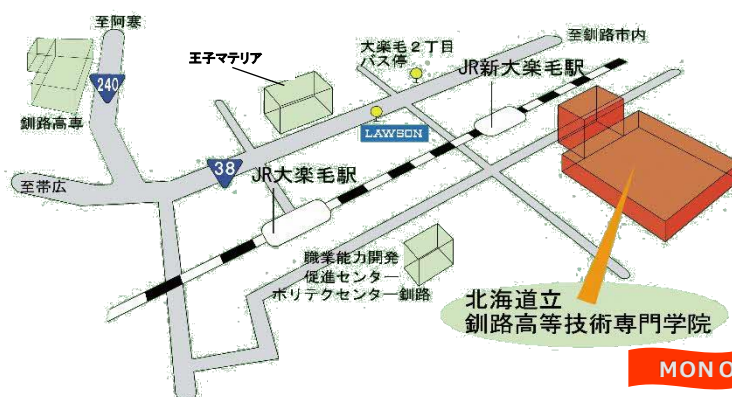 至阿寒
240
釧路高専
至帯広
38
王子マテリア
大楽毛２丁目
バス停
LAWSON
至釧路市内
JR新大楽毛駅
JR大楽毛駅
職業能力開発
促進センター
ポリテクセンター釧路
北海道立
釧路高等技術専門学院
MONO